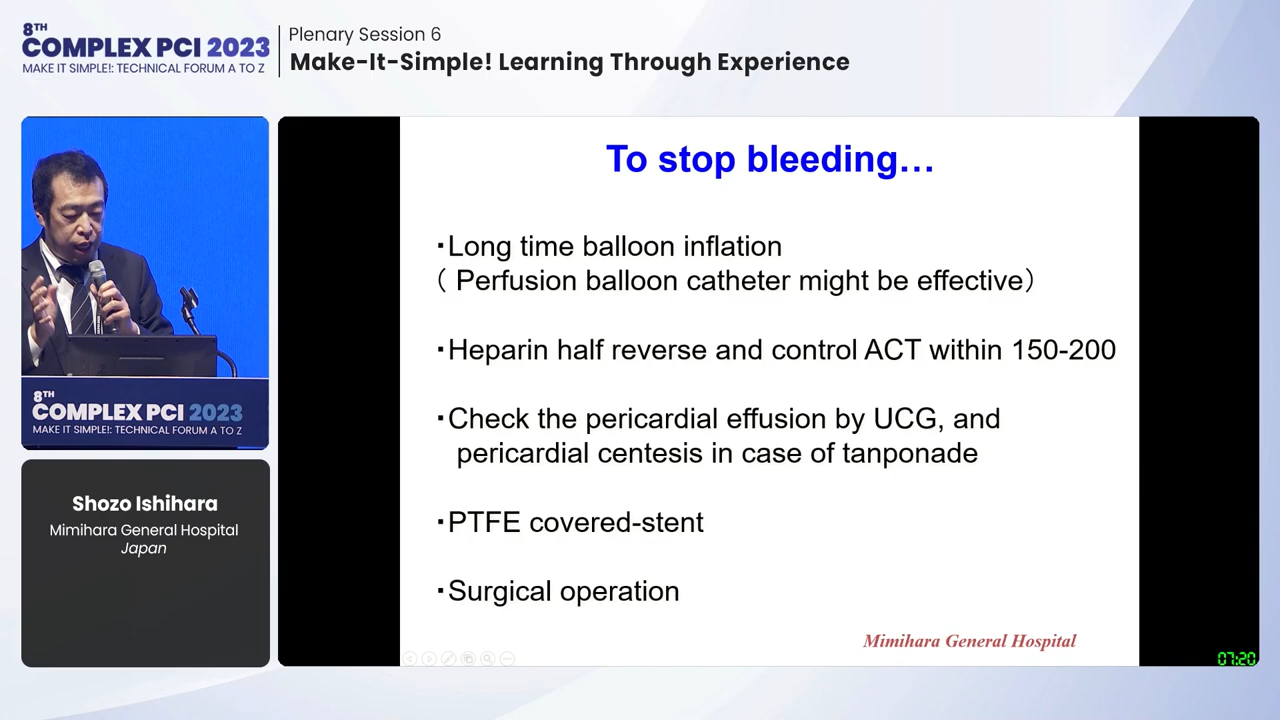 8TH
COMPLEX PCI 2023
MAKE IT SIMPLE!: TECHNICAL FORUM A TO Z
Plenary Session 6
Make-It-Simple! Learning Through Experience
8TH
COMPLEX PCI 2023
MAKE IT SIMPLE!: TECHNICAL FORUM A TO Z
Shozo Ishihara
Mimihara General Hospital
Japan
To stop bleeding…
・Long time balloon inflation
（ Perfusion balloon catheter might be effective）
・Heparin half reverse and control ACT within 150-200
・Check the pericardial effusion by UCG, and
pericardial centesis in case of tanponade
・PTFE covered-stent
・Surgical operation
Mimihara General Hospital
07:20